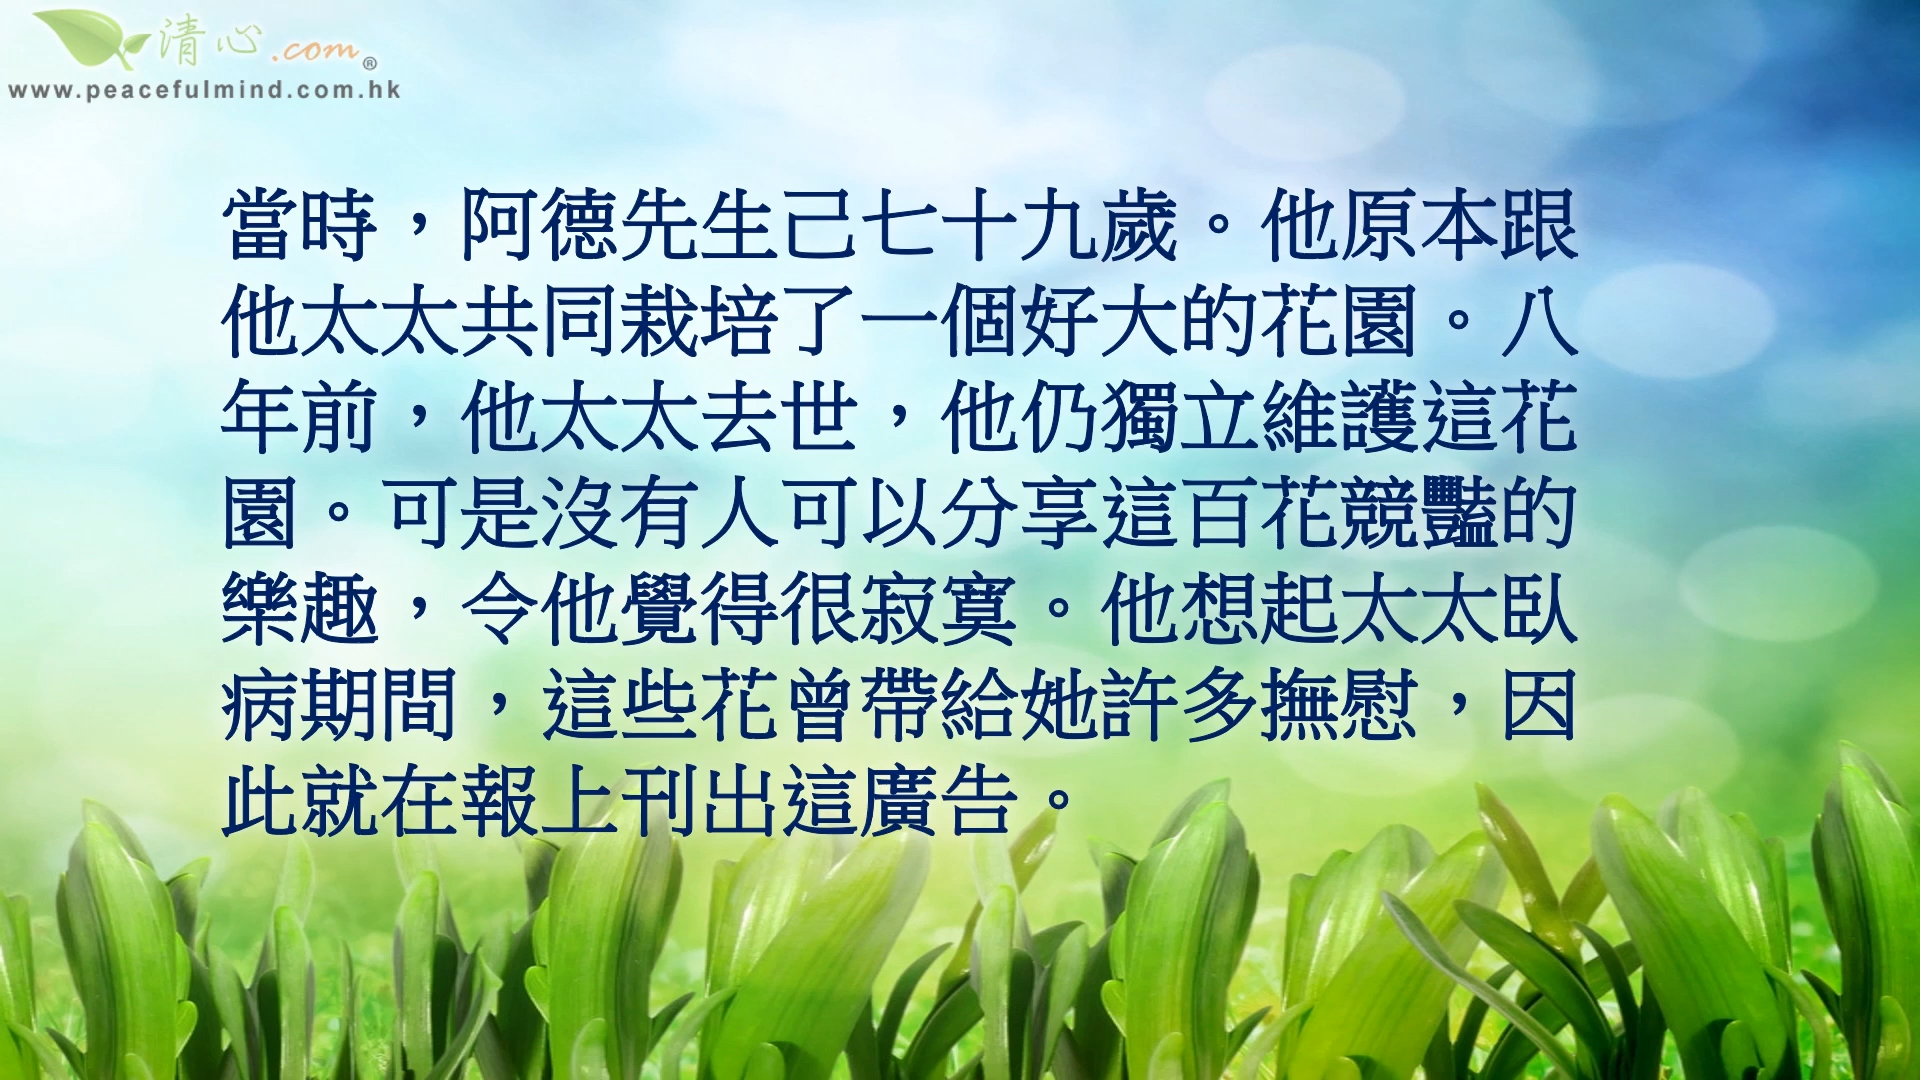 清心.com®
www.peacefulmind.com.hk
當時，阿德先生己七十九歲。他原本跟
他太太共同栽培了一個好大的花園。八
年前，他太太去世，他仍獨立維護這花
園。可是沒有人可以分享這百花競豔的
樂趣，令他覺得很寂寞。他想起太太臥
病期間，這些花曾帶給她許多撫慰，因
此就在報上刊出這廣告。